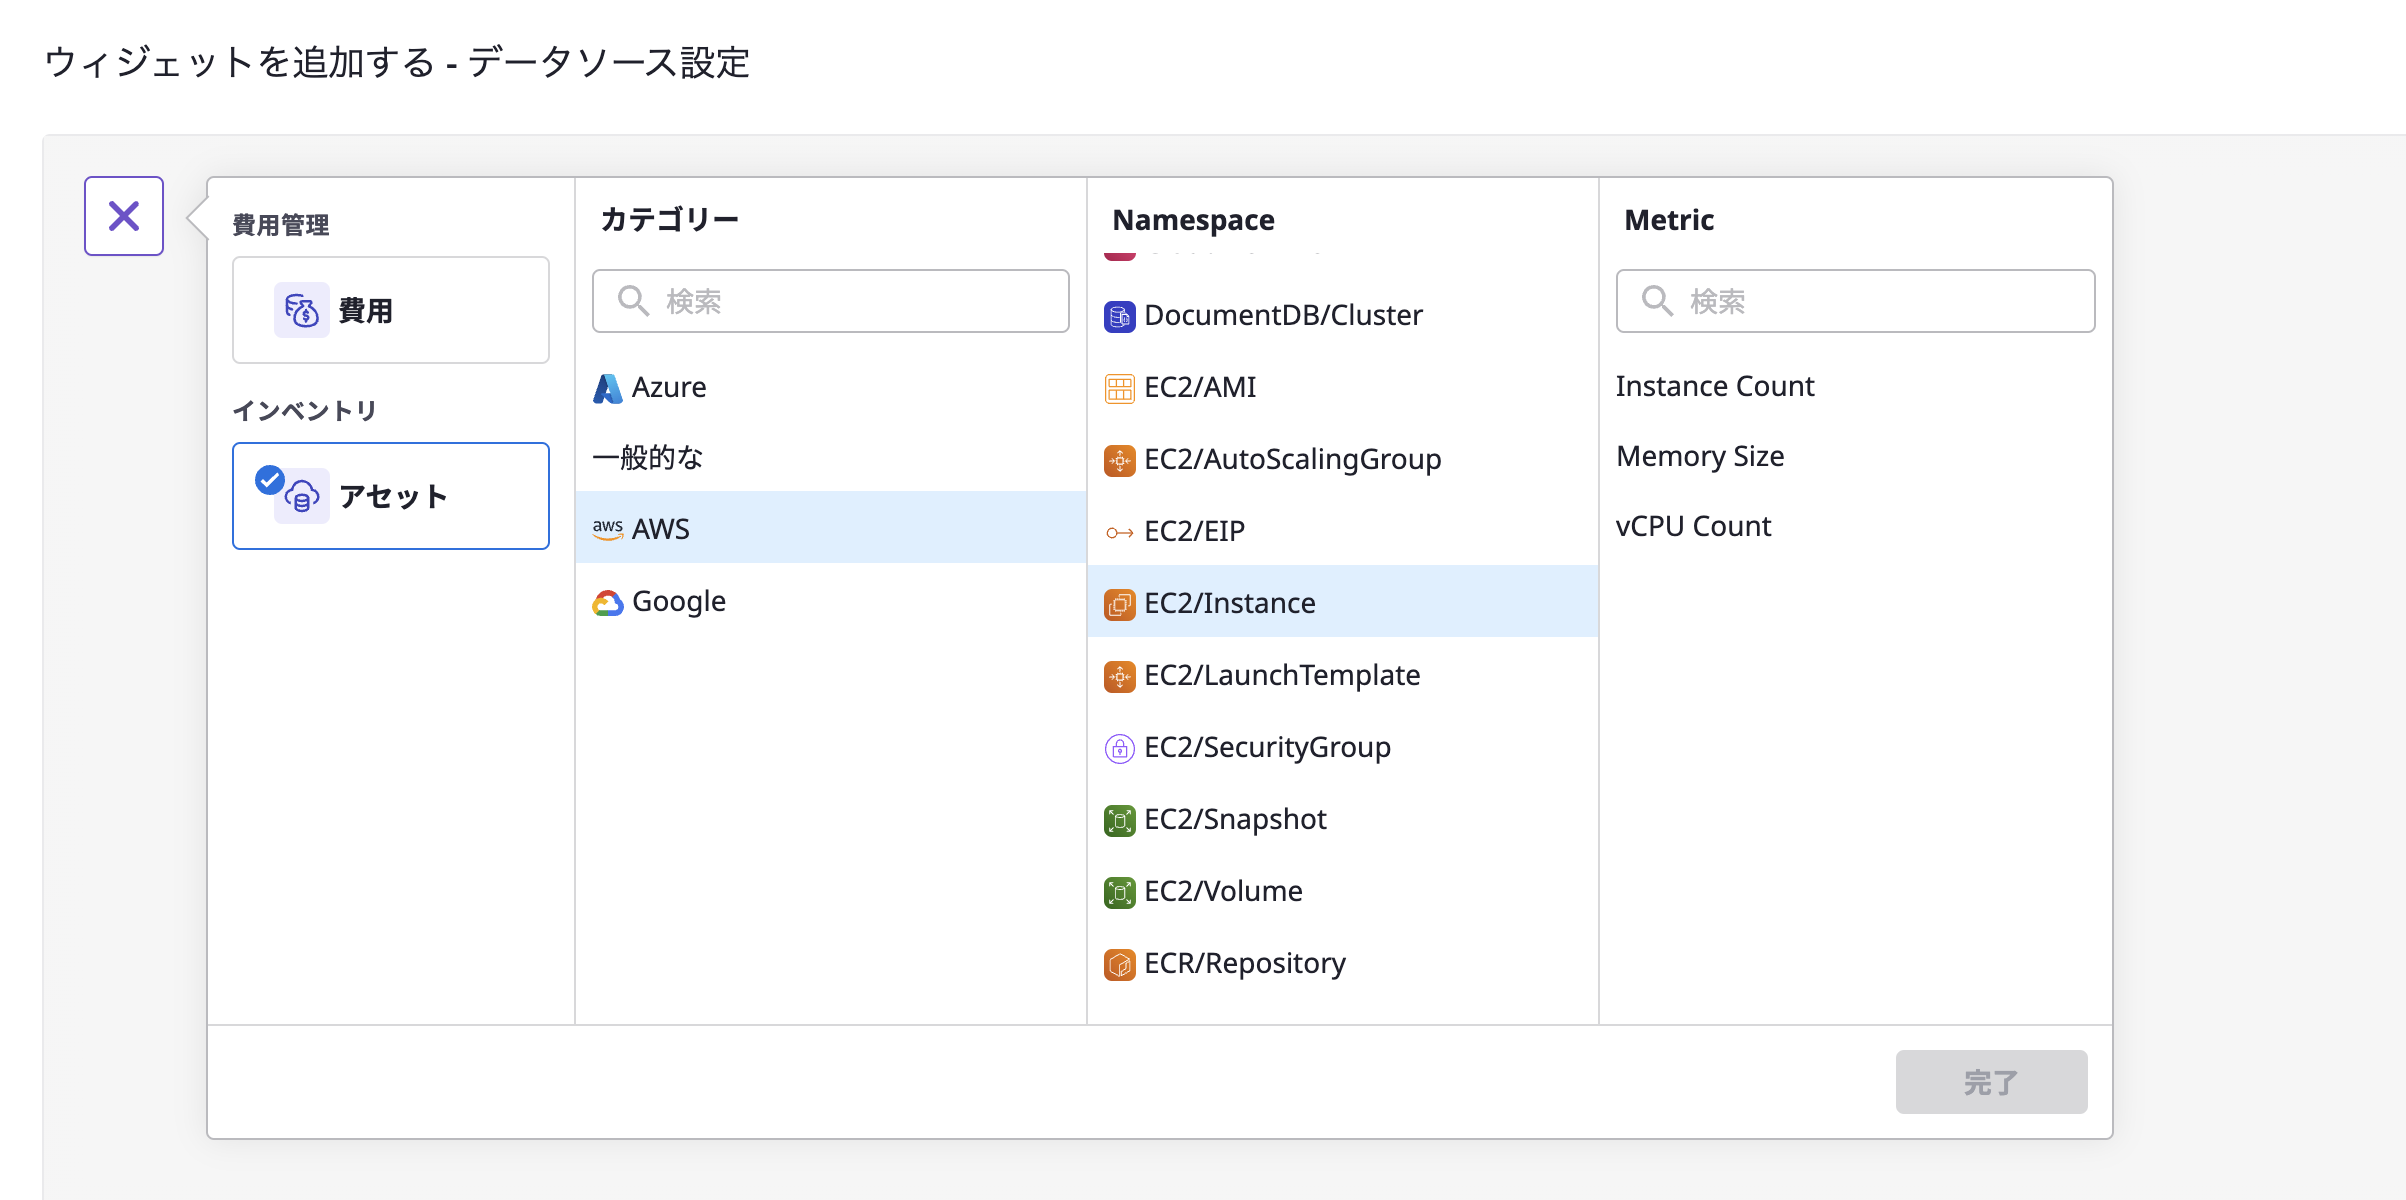 ウィジェットを追加する - データソース設定
費用管理
費用
インベントリ
アセット
カテゴリー
検索
Azure
一般的な
aws AWS
Google
Namespace
DocumentDB/Cluster
EC2/AMI
EC2/AutoScalingGroup
EC2/EIP
EC2/Instance
EC2/LaunchTemplate
EC2/SecurityGroup
EC2/Snapshot
EC2/Volume
ECR/Repository
Metric
検索
Instance Count
Memory Size
vCPU Count
完了